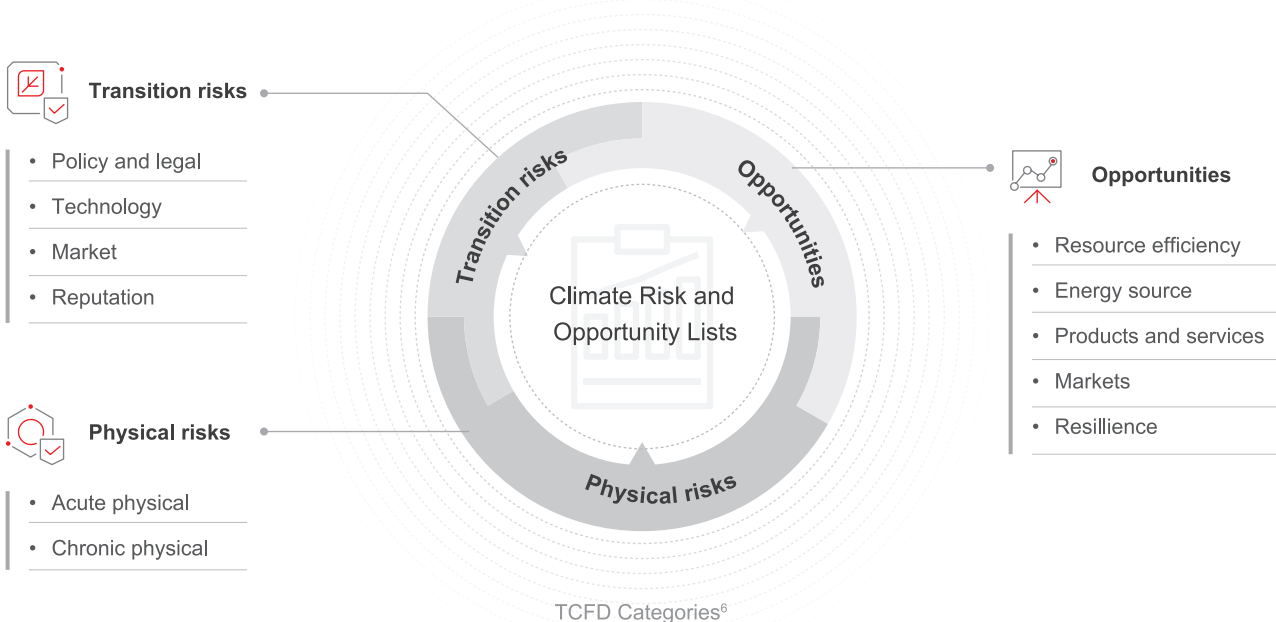 Transition risks
• Policy and legal
• Technology
• Market
• Reputation
Physical risks
• Acute physical
• Chronic physical
Transition risks
Opportunities
Physical risks
Climate Risk and
Opportunity Lists
Opportunities
• Resource efficiency
• Energy source
• Products and services
• Markets
• Resillience
TCFD Categories⁶